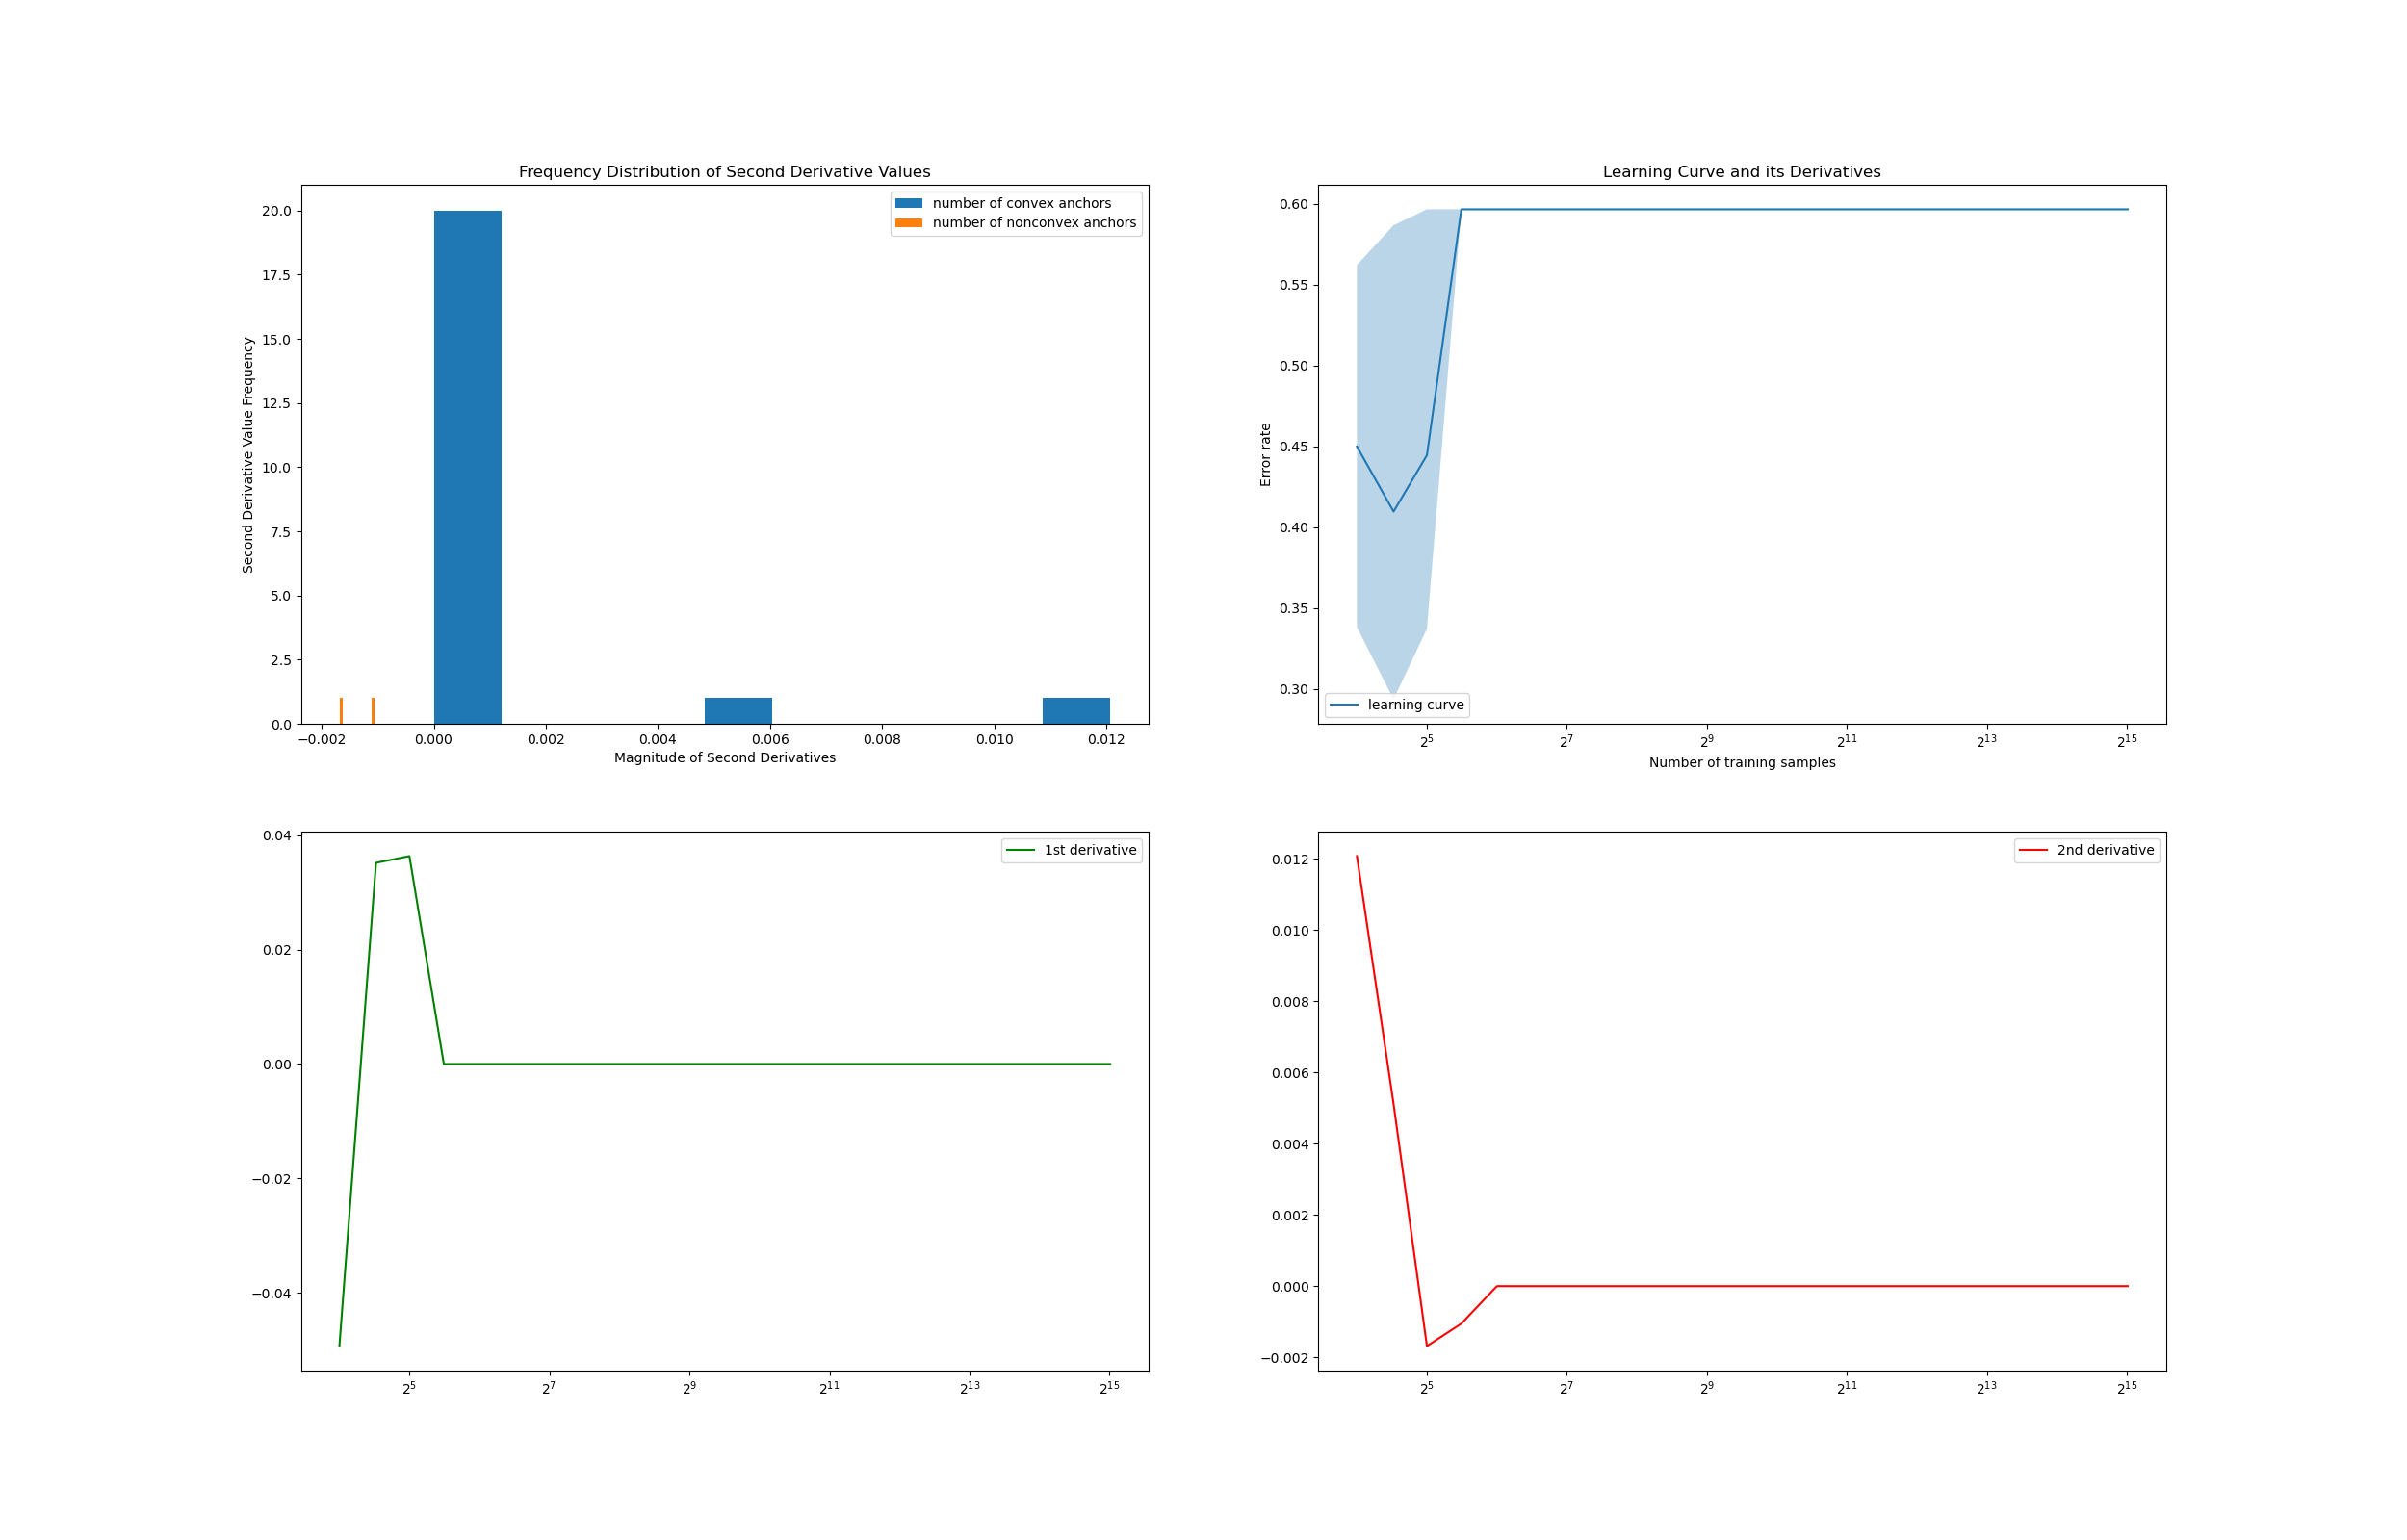 Frequency Distribution of Second Derivative Values
number of convex anchors
number of nonconvex anchors
20.0
17.5
15.0
12.5
10.0
7.5
5.0
2.5
0.0
Second Derivative Value Frequency
−0.002 0.000 0.002 0.004 0.006 0.008 0.010 0.012
Magnitude of Second Derivatives
Learning Curve and its Derivatives
0.60
0.55
0.50
0.45
0.40
0.35
0.30
Error rate
learning curve
2^5 2^7 2^9 2^11 2^13 2^15
Number of training samples
1st derivative
0.04
0.02
0.00
−0.02
−0.04
2^5 2^7 2^9 2^11 2^13 2^15
2nd derivative
0.012
0.010
0.008
0.006
0.004
0.002
0.000
−0.002
2^5 2^7 2^9 2^11 2^13 2^15